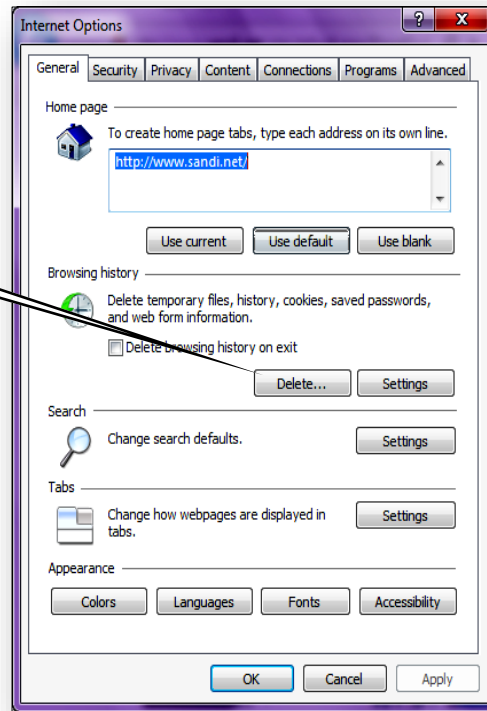 Internet Options
? X
General Security Privacy Content Connections Programs Advanced
Home page
To create home page tabs, type each address on its own line.
http://www.sandi.net/
Use current Use default Use blank
Browsing history
Delete temporary files, history, cookies, saved passwords,
and web form information.
Delete browsing history on exit
Delete... Settings
Search
Change search defaults.
Settings
Tabs
Change how webpages are displayed in
tabs.
Settings
Appearance
Colors Languages Fonts Accessibility
OK Cancel Apply